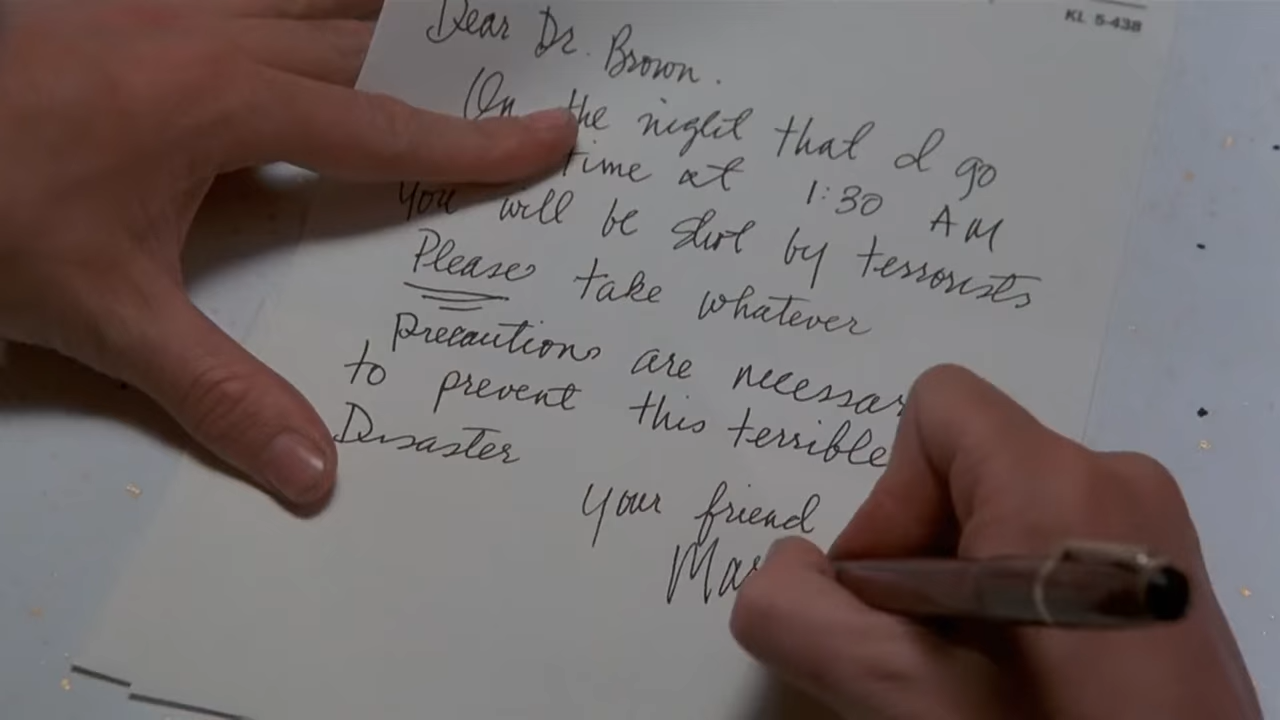 KL 5-438
Dear Dr. Brown.
On the night that I go
time at 1:30 AM
you will be shot by terrorists
Please take whatever
Precautions are necessar
to prevent this terrible
Disaster
Your friend
Mar